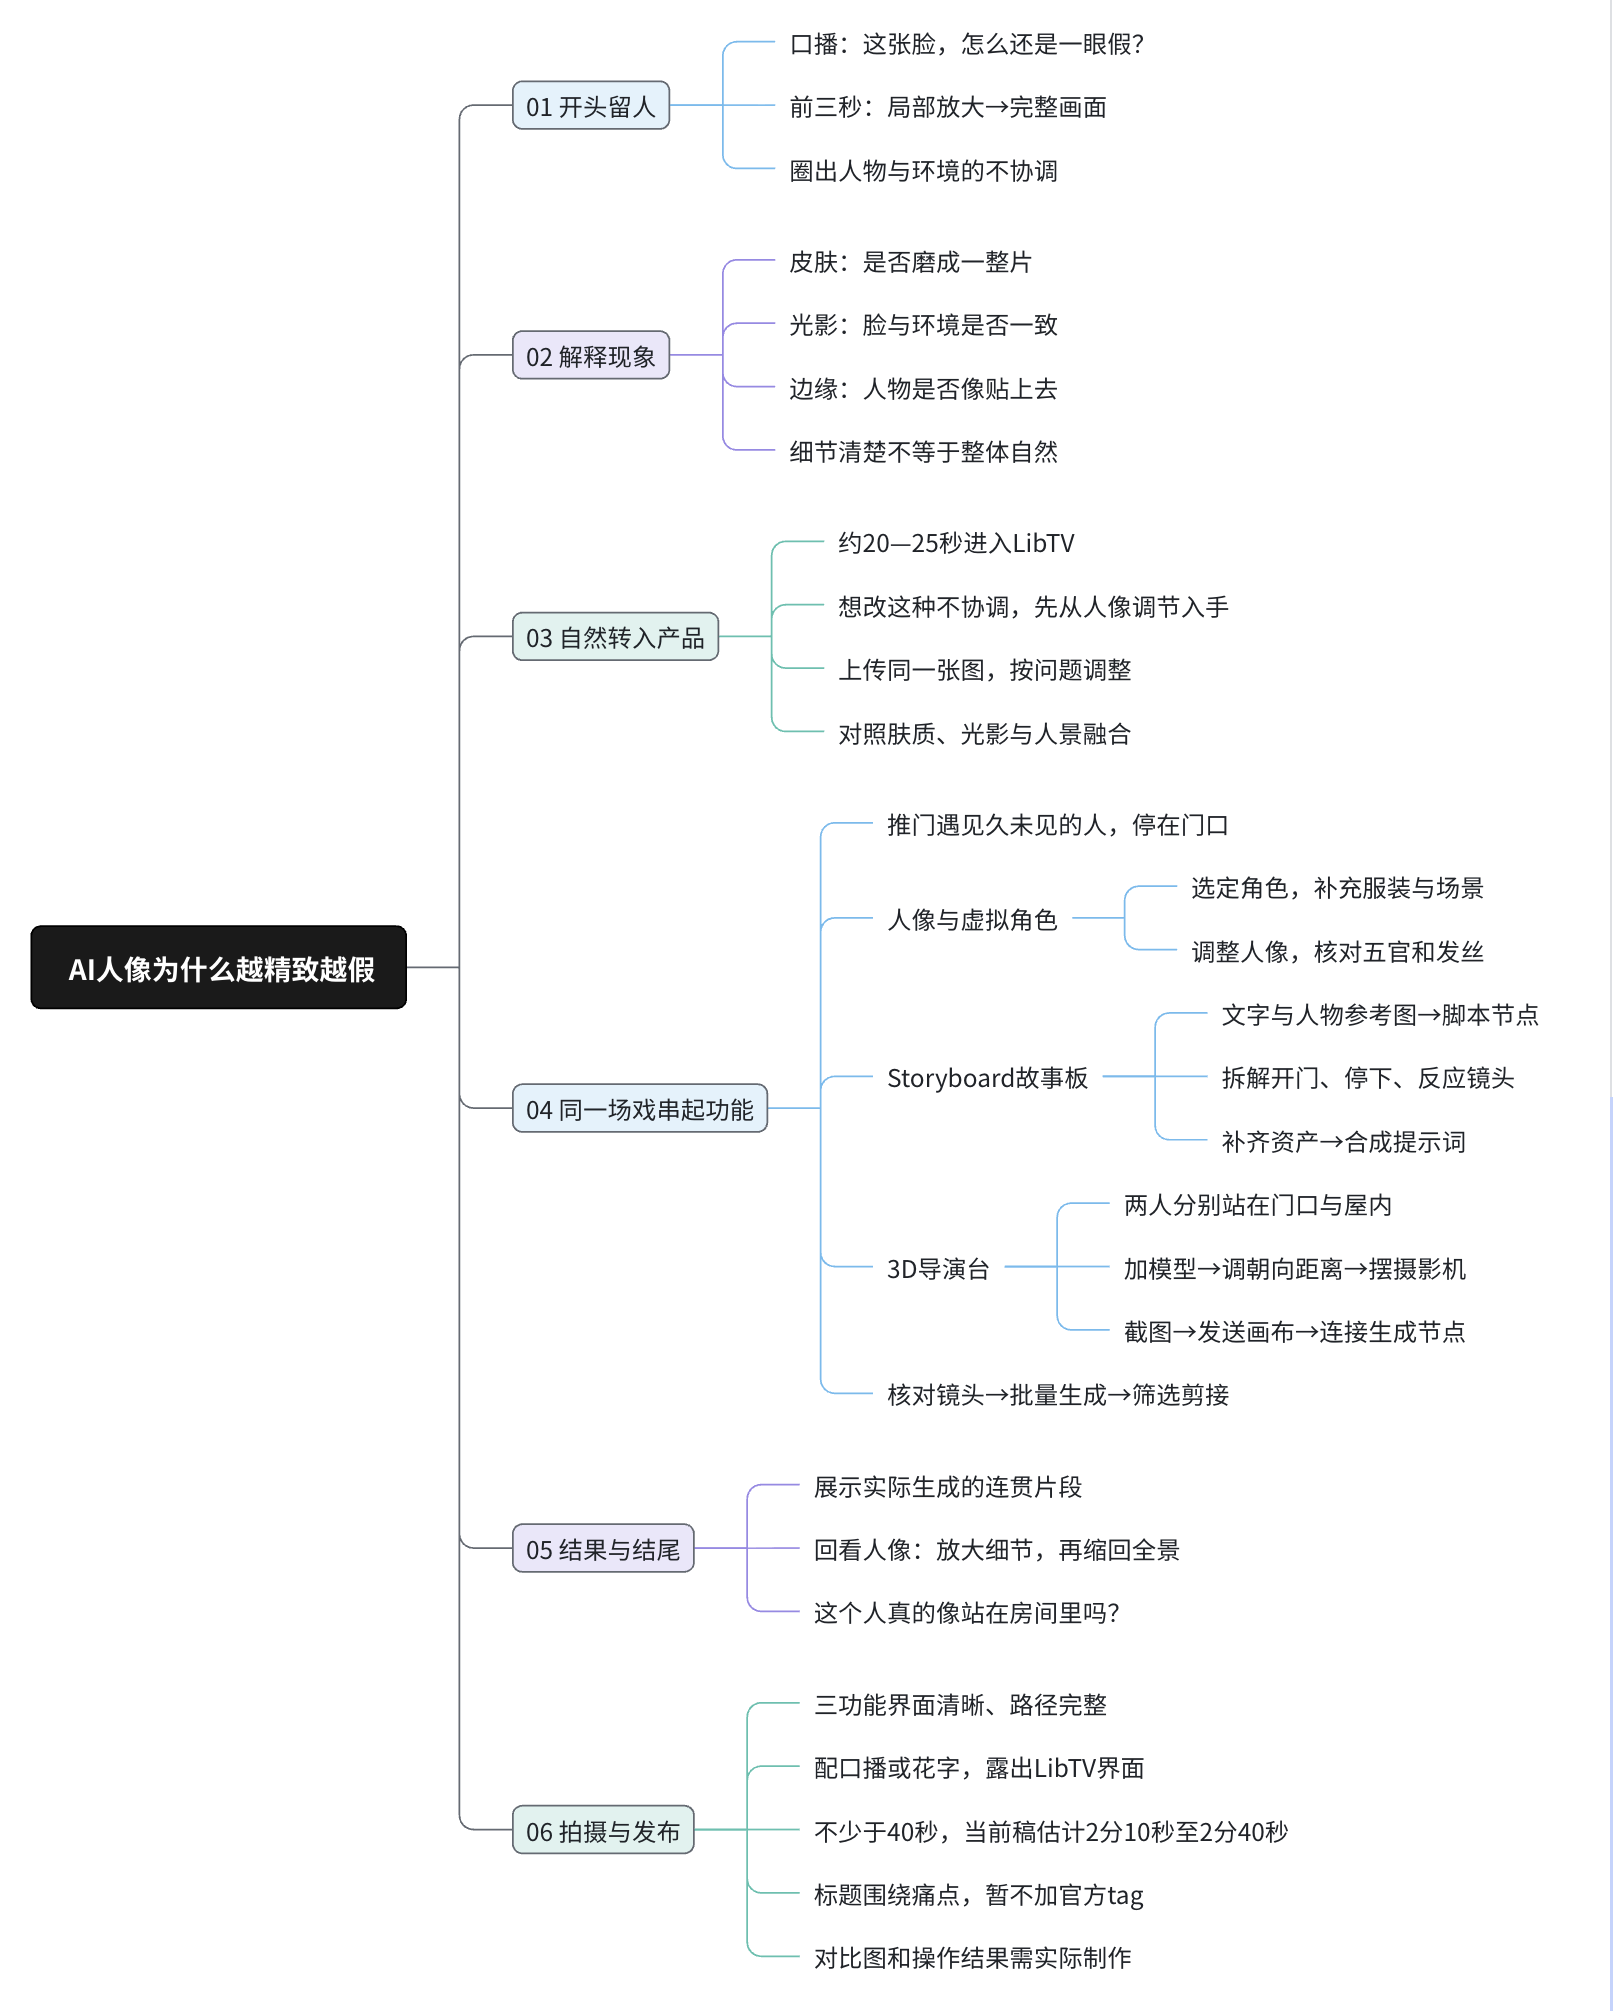 口播：这张脸，怎么还是一眼假？
01 开头留人
前三秒：局部放大→完整画面
圈出人物与环境的不协调
皮肤：是否磨成一整片
光影：脸与环境是否一致
02 解释现象
边缘：人物是否像贴上去
细节清楚不等于整体自然
约20—25秒进入LibTV
想改这种不协调，先从人像调节入手
03 自然转入产品
上传同一张图，按问题调整
对照肤质、光影与人景融合
AI人像为什么越精致越假
推门遇见久未见的人，停在门口
人像与虚拟角色
选定角色，补充服装与场景
调整人像，核对五官和发丝
04 同一场戏串起功能
Storyboard故事板
文字与人物参考图→脚本节点
拆解开门、停下、反应镜头
补齐资产→合成提示词
3D导演台
两人分别站在门口与屋内
加模型→调朝向距离→摆摄影机
截图→发送画布→连接生成节点
核对镜头→批量生成→筛选剪接
展示实际生成的连贯片段
05 结果与结尾
回看人像：放大细节，再缩回全景
这个人真的像站在房间里吗？
三功能界面清晰、路径完整
配口播或花字，露出LibTV界面
06 拍摄与发布
不少于40秒，当前稿估计2分10秒至2分40秒
标题围绕痛点，暂不加官方tag
对比图和操作结果需实际制作